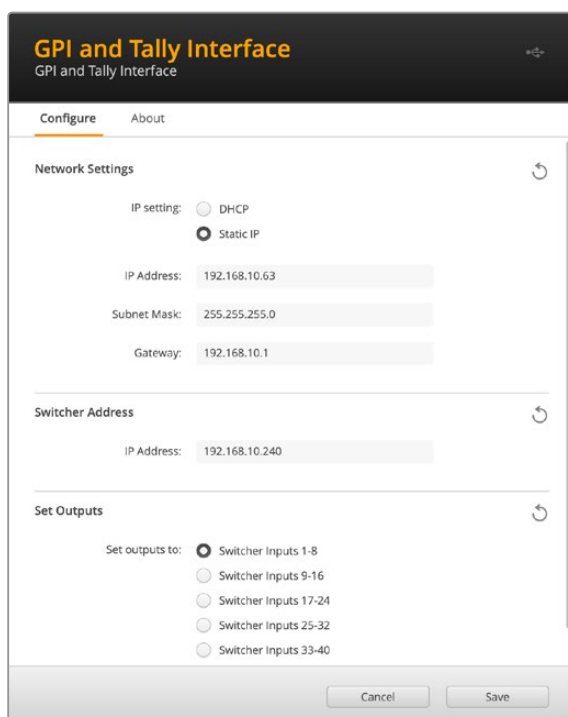 GPI and Tally Interface
GPI and Tally Interface
Configure About
Network Settings
IP setting: DHCP
Static IP
IP Address: 192.168.10.63
Subnet Mask: 255.255.255.0
Gateway: 192.168.10.1
Switcher Address
IP Address: 192.168.10.240
Set Outputs
Set outputs to: Switcher Inputs 1-8
Switcher Inputs 9-16
Switcher Inputs 17-24
Switcher Inputs 25-32
Switcher Inputs 33-40
Cancel Save